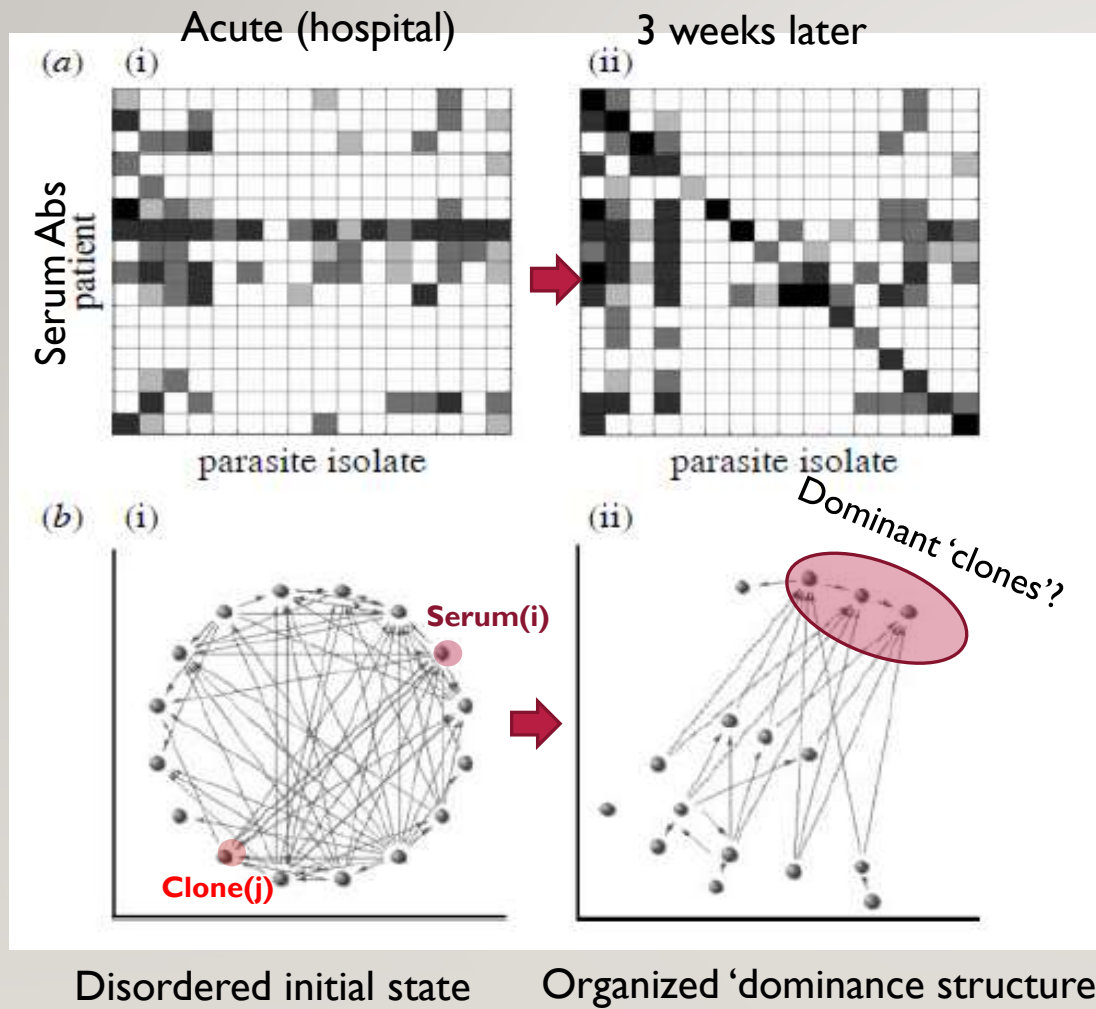 Acute (hospital)
3 weeks later
(a) (i)
(ii)
Serum Abs
patient
parasite isolate
parasite isolate
(b) (i)
(ii)
Dominant ‘clones’?
Serum(i)
Clone(j)
Disordered initial state
Organized ‘dominance structure